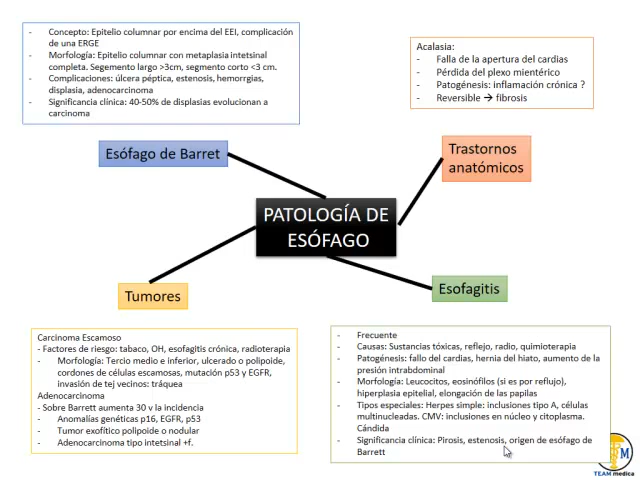 - Concepto: Epitelio columnar por encima del EEI, complicación
de una ERGE
- Morfología: Epitelio columnar con metaplasia intetsinal
completa. Segemento largo >3cm, segmento corto <3 cm.
- Complicaciones: úlcera péptica, estenosis, hemorrgias,
displasia, adenocarcinoma
- Significancia clínica: 40-50% de displasias evolucionan a
carcinoma
Acalasia:
- Falla de la apertura del cardias
- Pérdida del plexo mientérico
- Patogénesis: inflamación crónica ?
- Reversible → fibrosis
Esófago de Barret
Trastornos
anatómicos
PATOLOGÍA DE
ESÓFAGO
Tumores
Esofagitis
Carcinoma Escamoso
- Factores de riesgo: tabaco, OH, esofagitis crónica, radioterapia
- Morfología: Tercio medio e inferior, ulcerado o polipoide,
cordones de células escamosas, mutación p53 y EGFR,
invasión de tej vecinos: tráquea
Adenocarcinoma
- Sobre Barrett aumenta 30 v la incidencia
- Anomalías genéticas p16, EGFR, p53
- Tumor exofítico polipoide o nodular
- Adenocarcinoma tipo intetsinal +f.
- Frecuente
- Causas: Sustancias tóxicas, reflejo, radio, quimioterapia
- Patogénesis: fallo del cardias, hernia del hiato, aumento de la
presión intrabdominal
- Morfología: Leucocitos, eosinófilos (si es por reflujo),
hiperplasia epitelial, elongación de las papilas
- Tipos especiales: Herpes simple: inclusiones tipo A, células
multinucleadas. CMV: inclusiones en núcleo y citoplasma.
Cándida
- Significancia clínica: Pirosis, estenosis, origen de esófago de
Barrett
M
TEAM medica